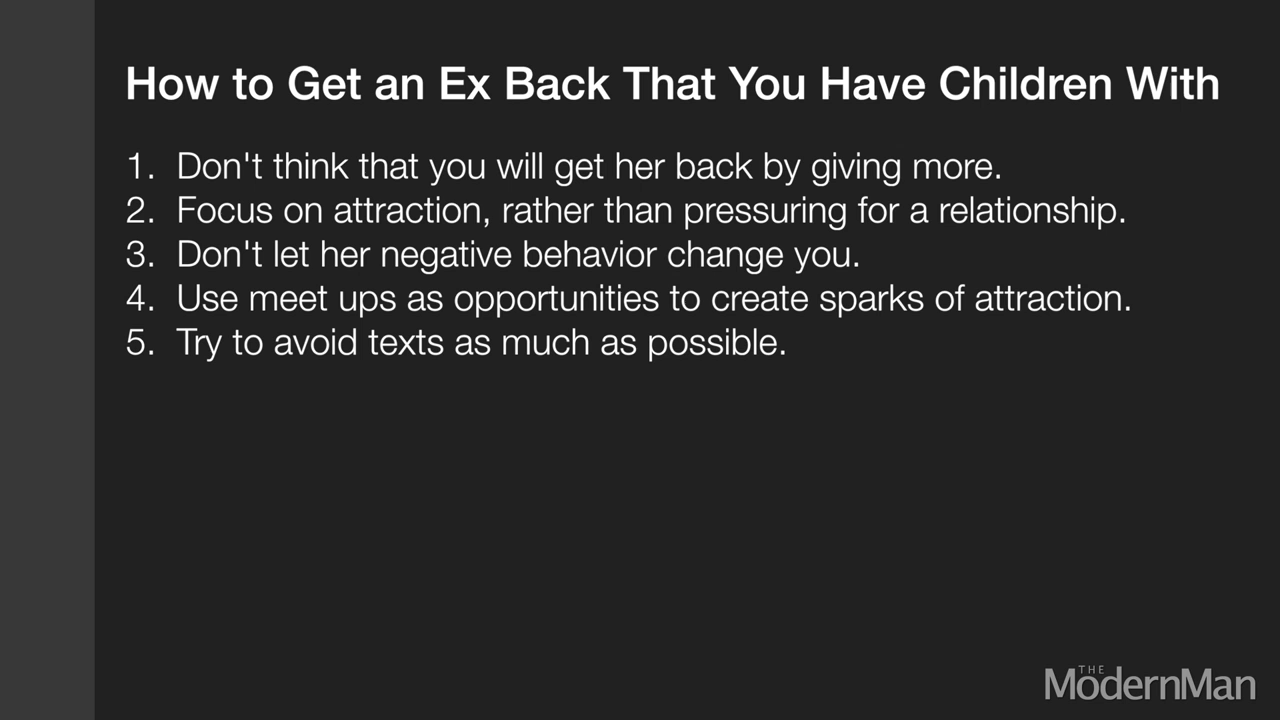 How to Get an Ex Back That You Have Children With
1. Don't think that you will get her back by giving more.
2. Focus on attraction, rather than pressuring for a relationship.
3. Don't let her negative behavior change you.
4. Use meet ups as opportunities to create sparks of attraction.
5. Try to avoid texts as much as possible.
THE
ModernMan